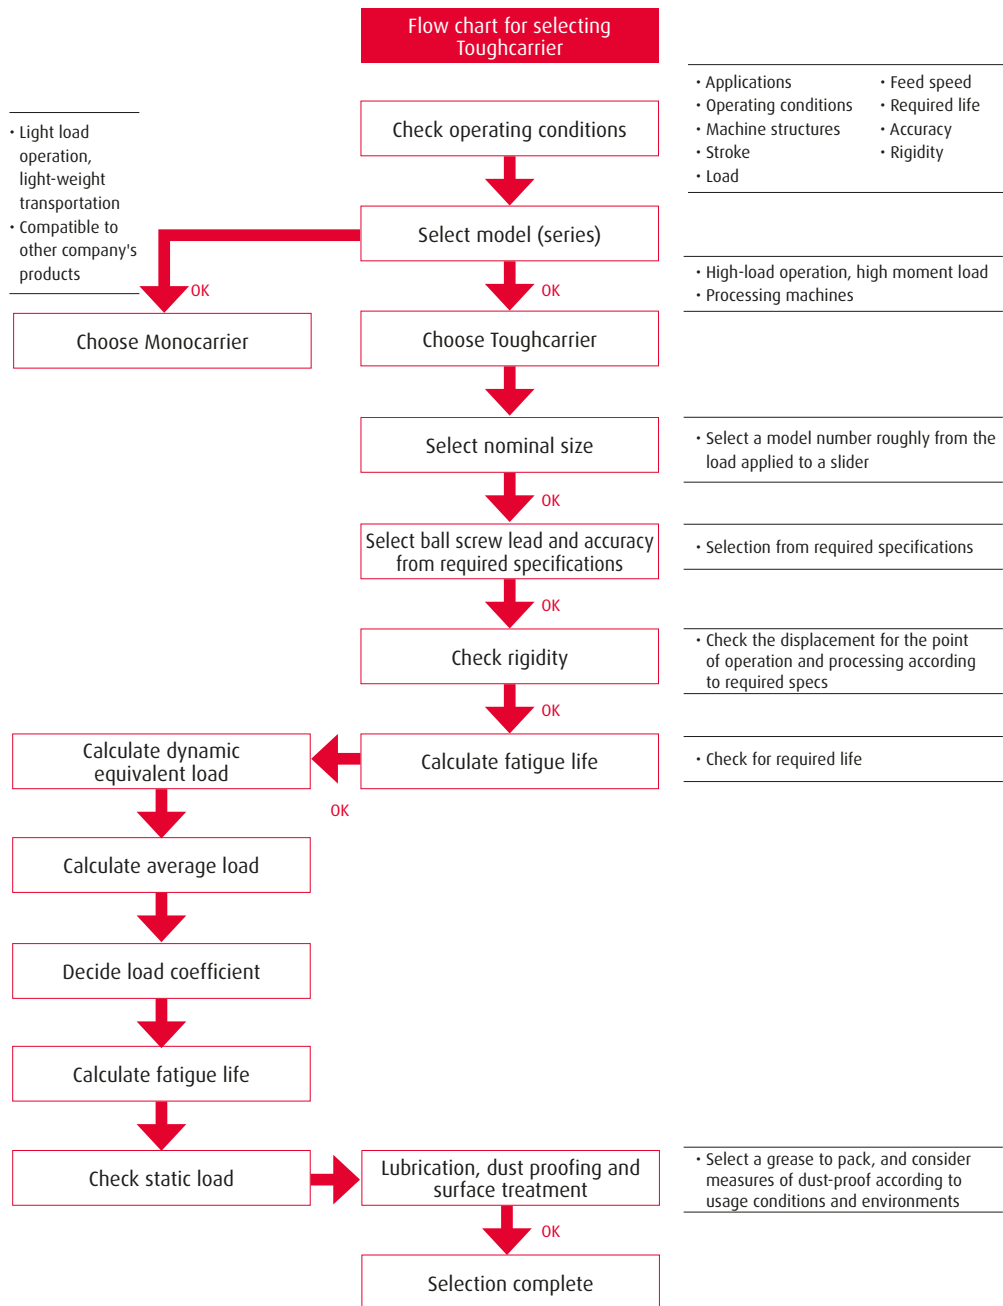 Flow chart for selecting
Toughcarrier
· Applications
· Operating conditions
· Machine structures
· Stroke
· Load
· Feed speed
· Required life
· Accuracy
· Rigidity
Check operating conditions
· Light load
operation,
light-weight
transportation
· Compatible to
other company's
products
Select model (series)
OK
OK
· High-load operation, high moment load
· Processing machines
Choose Monocarrier
Choose Toughcarrier
Select nominal size
· Select a model number roughly from the
load applied to a slider
OK
Select ball screw lead and accuracy
from required specifications
· Selection from required specifications
OK
Check rigidity
· Check the displacement for the point
of operation and processing according
to required specs
OK
Calculate fatigue life
· Check for required life
OK
Calculate dynamic
equivalent load
Calculate average load
Decide load coefficient
Calculate fatigue life
Check static load
Lubrication, dust proofing and
surface treatment
· Select a grease to pack, and consider
measures of dust-proof according to
usage conditions and environments
OK
Selection complete